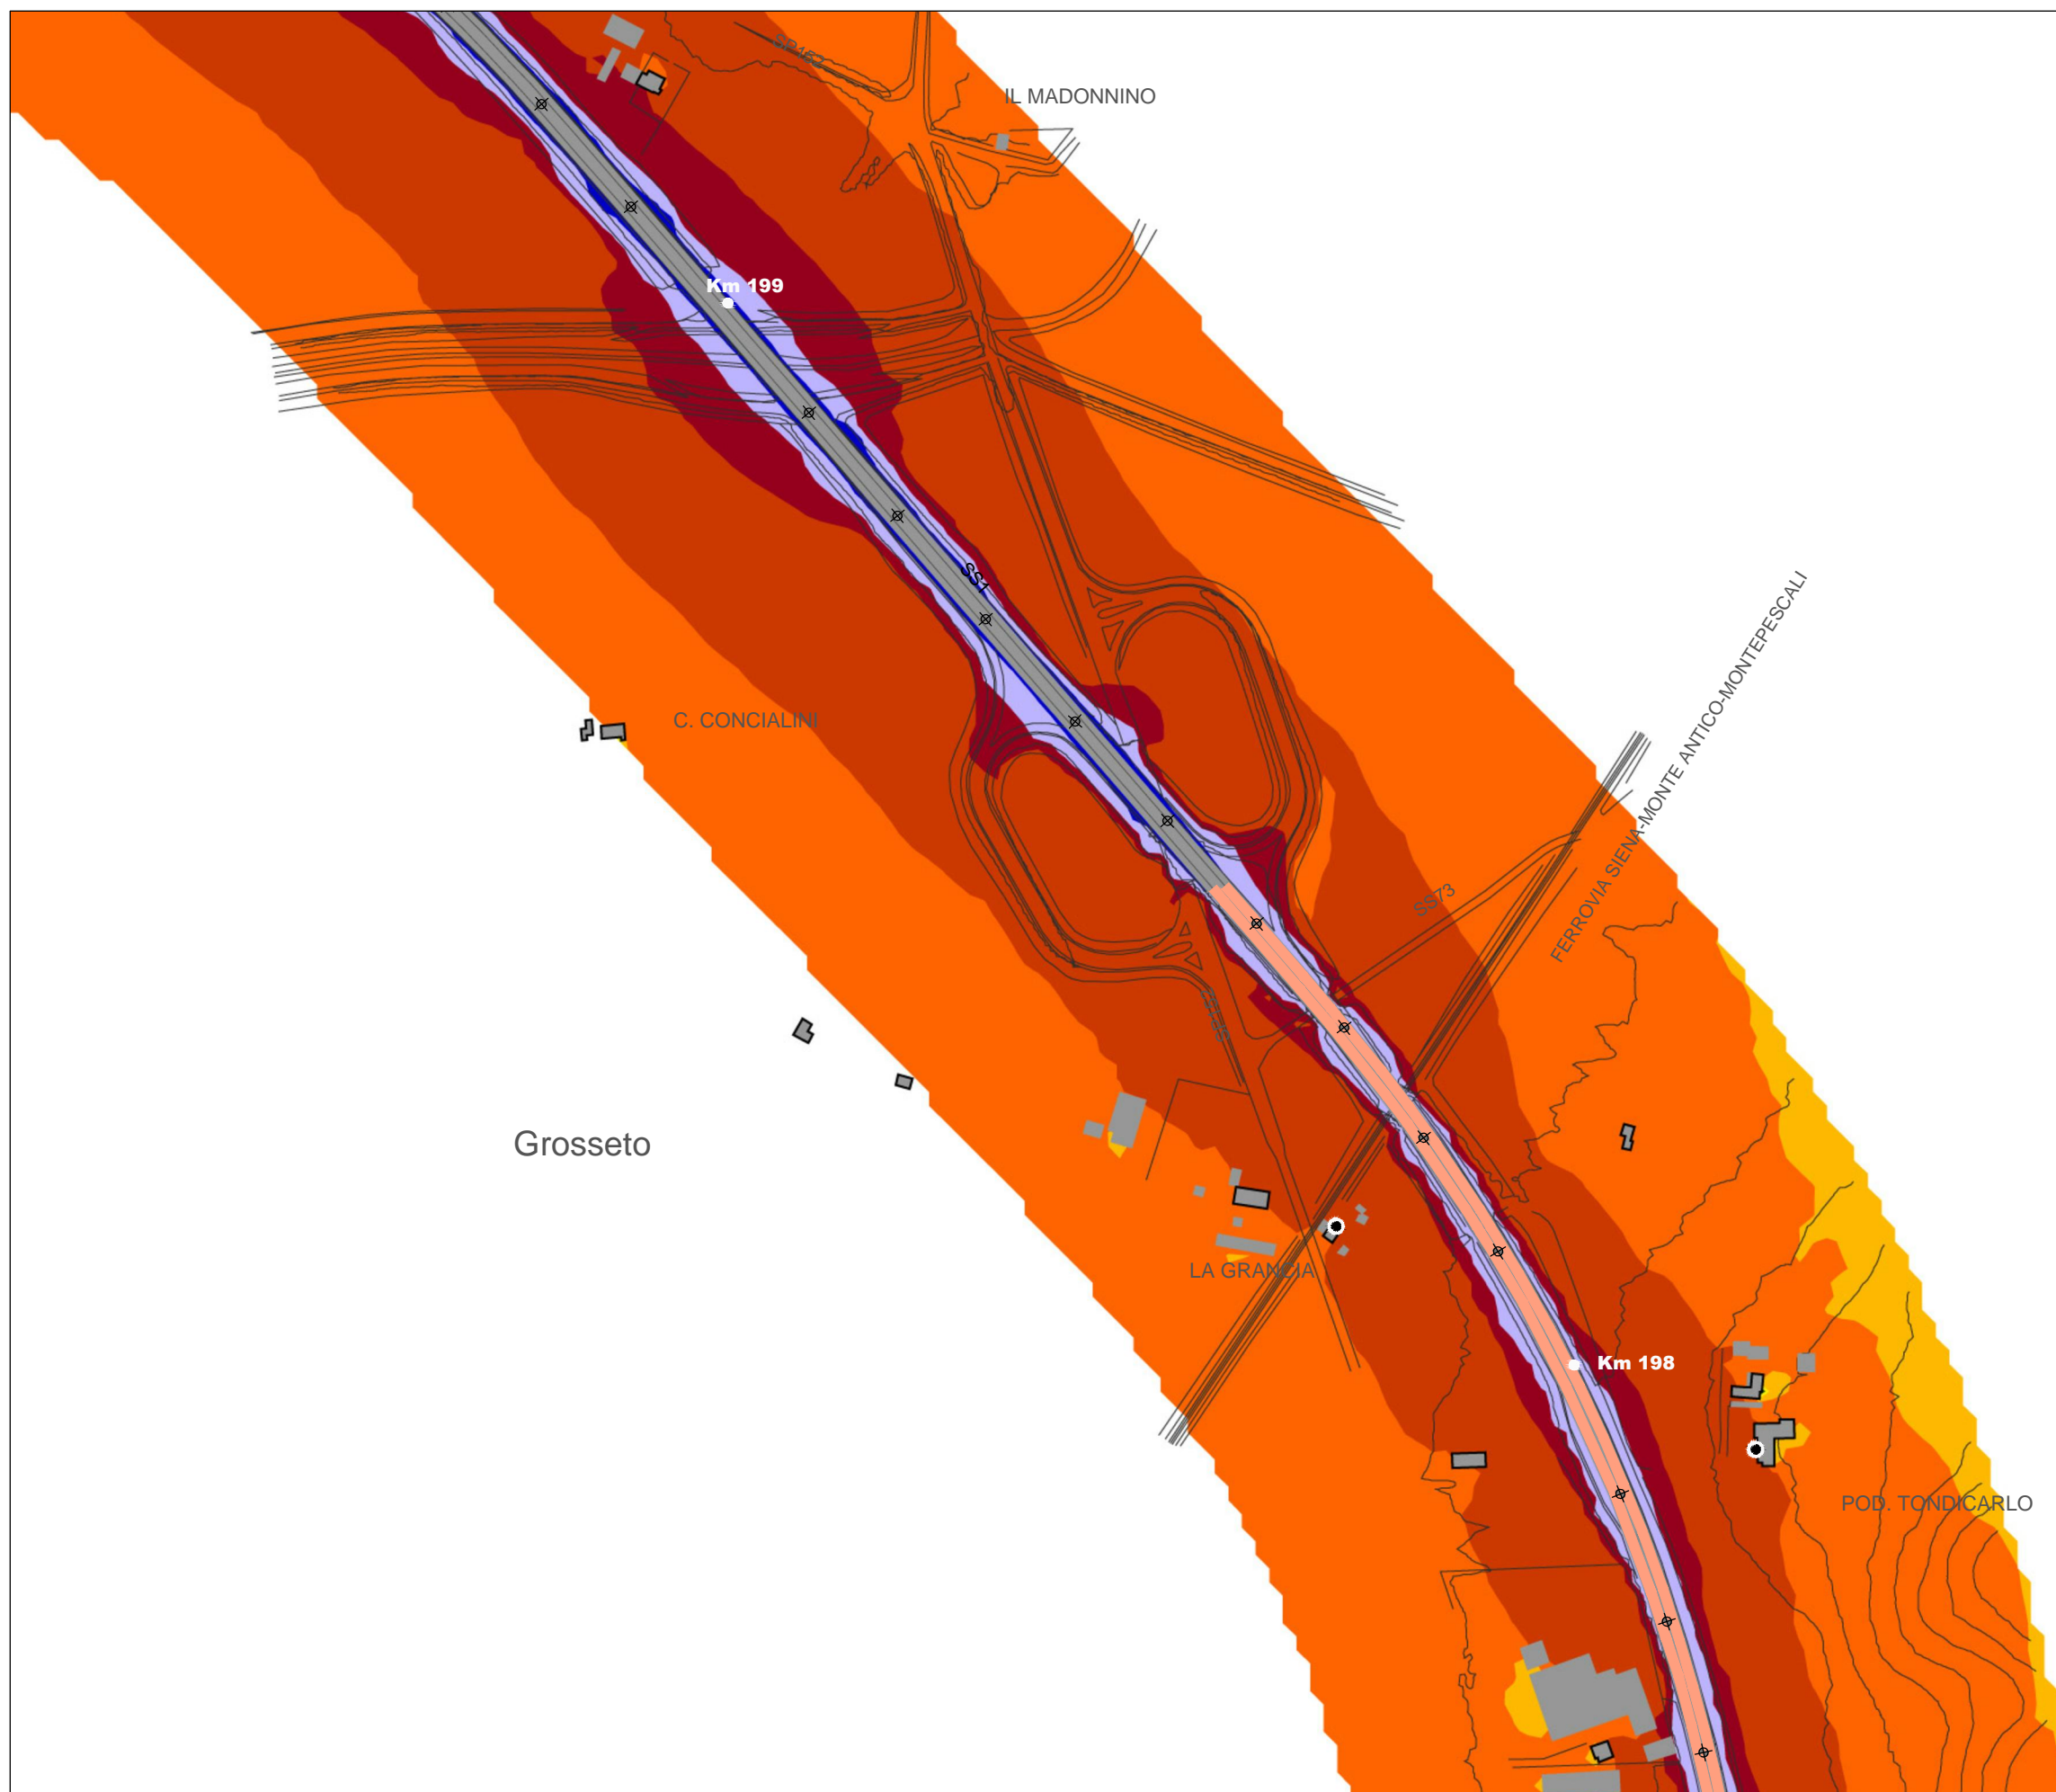 SP152
IL MADONNINO
Km 199
SS1
C. CONCIALINI
FERROVIA SIENA-MONTE ANTICO-MONTEPESCALI
SS73
Grosseto
LA GRANCIA
Km 198
POD. TONDICARLO